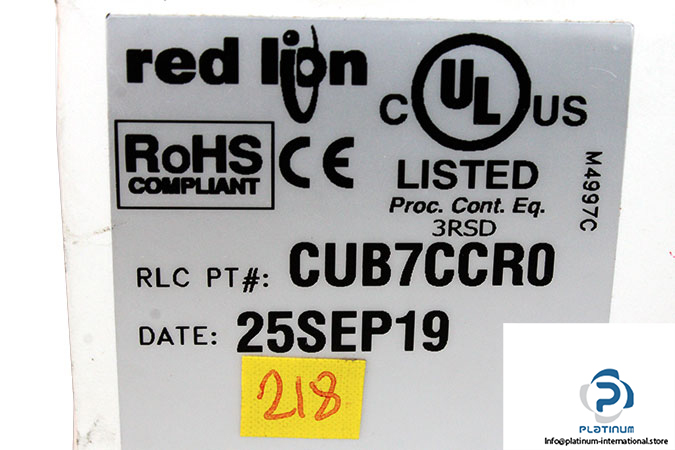 red lion
C UL US
RoHS
COMPLIANT
CE
LISTED
Proc. Cont. Eq.
3RSD
M4997C
RLC PT#: CUB7CCR0
DATE: 25SEP19
218
PLATINUM
info@platinum-international.store